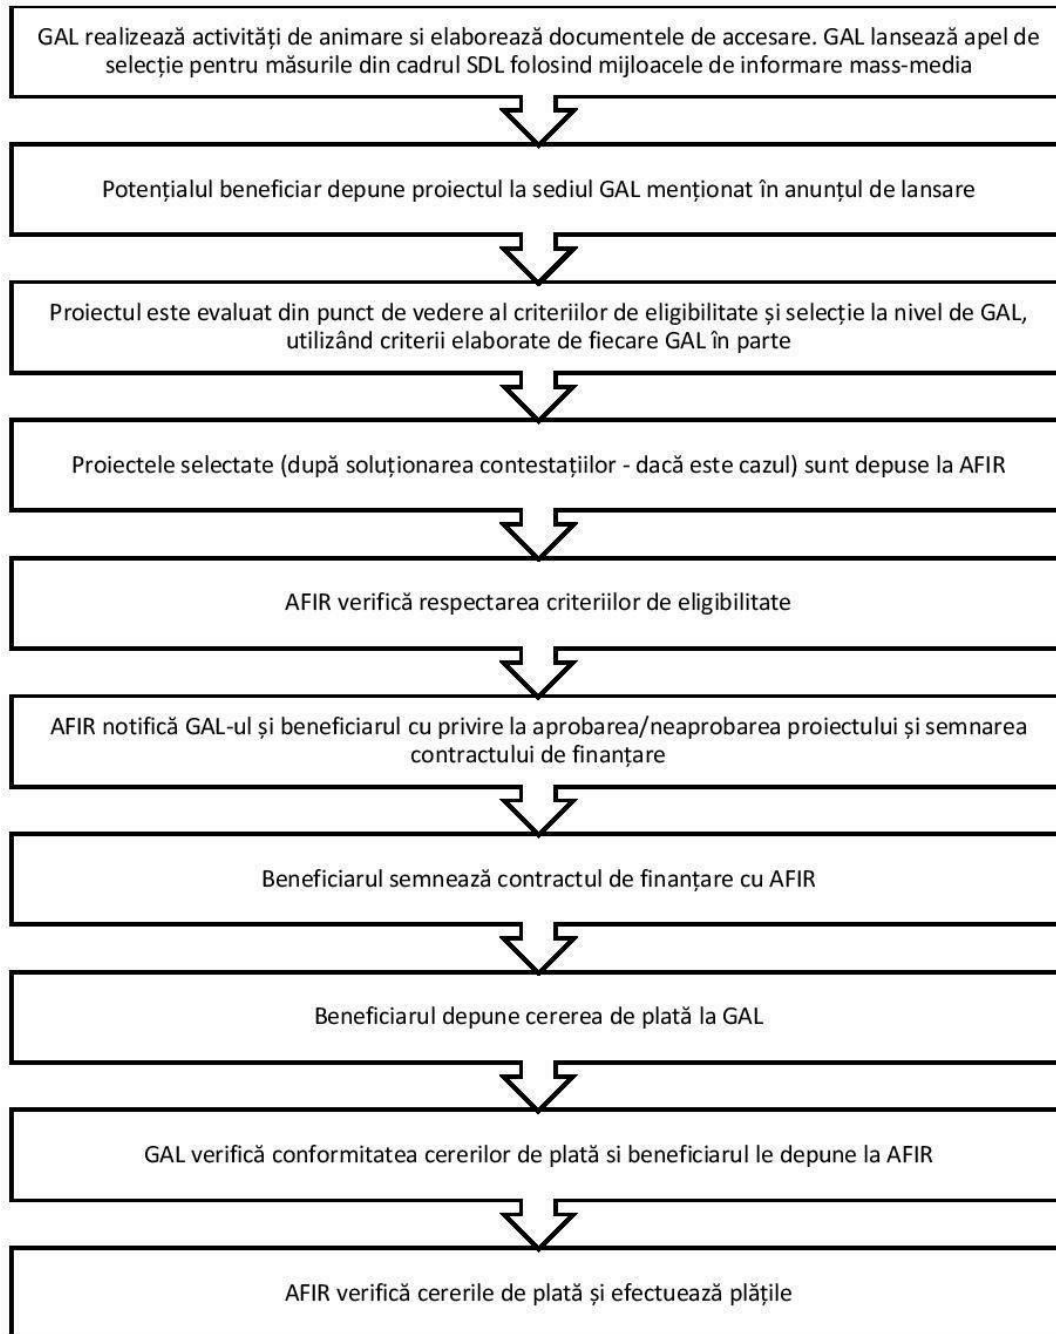 GAL realizează activități de animare si elaborează documentele de accesare. GAL lansează apel de
selecție pentru măsurile din cadrul SDL folosind mijloacele de informare mass-media
Potențialul beneficiar depune proiectul la sediul GAL menționat în anunțul de lansare
Proiectul este evaluat din punct de vedere al criteriilor de eligibilitate și selecție la nivel de GAL,
utilizând criterii elaborate de fiecare GAL în parte
Proiectele selectate (după soluționarea contestațiilor - dacă este cazul) sunt depuse la AFIR
AFIR verifică respectarea criteriilor de eligibilitate
AFIR notifică GAL-ul și beneficiarul cu privire la aprobarea/neaprobarea proiectului și semnarea
contractului de finanțare
Beneficiarul semnează contractul de finanțare cu AFIR
Beneficiarul depune cererea de plată la GAL
GAL verifică conformitatea cererilor de plată si beneficiarul le depune la AFIR
AFIR verifică cererile de plată și efectuează plățile